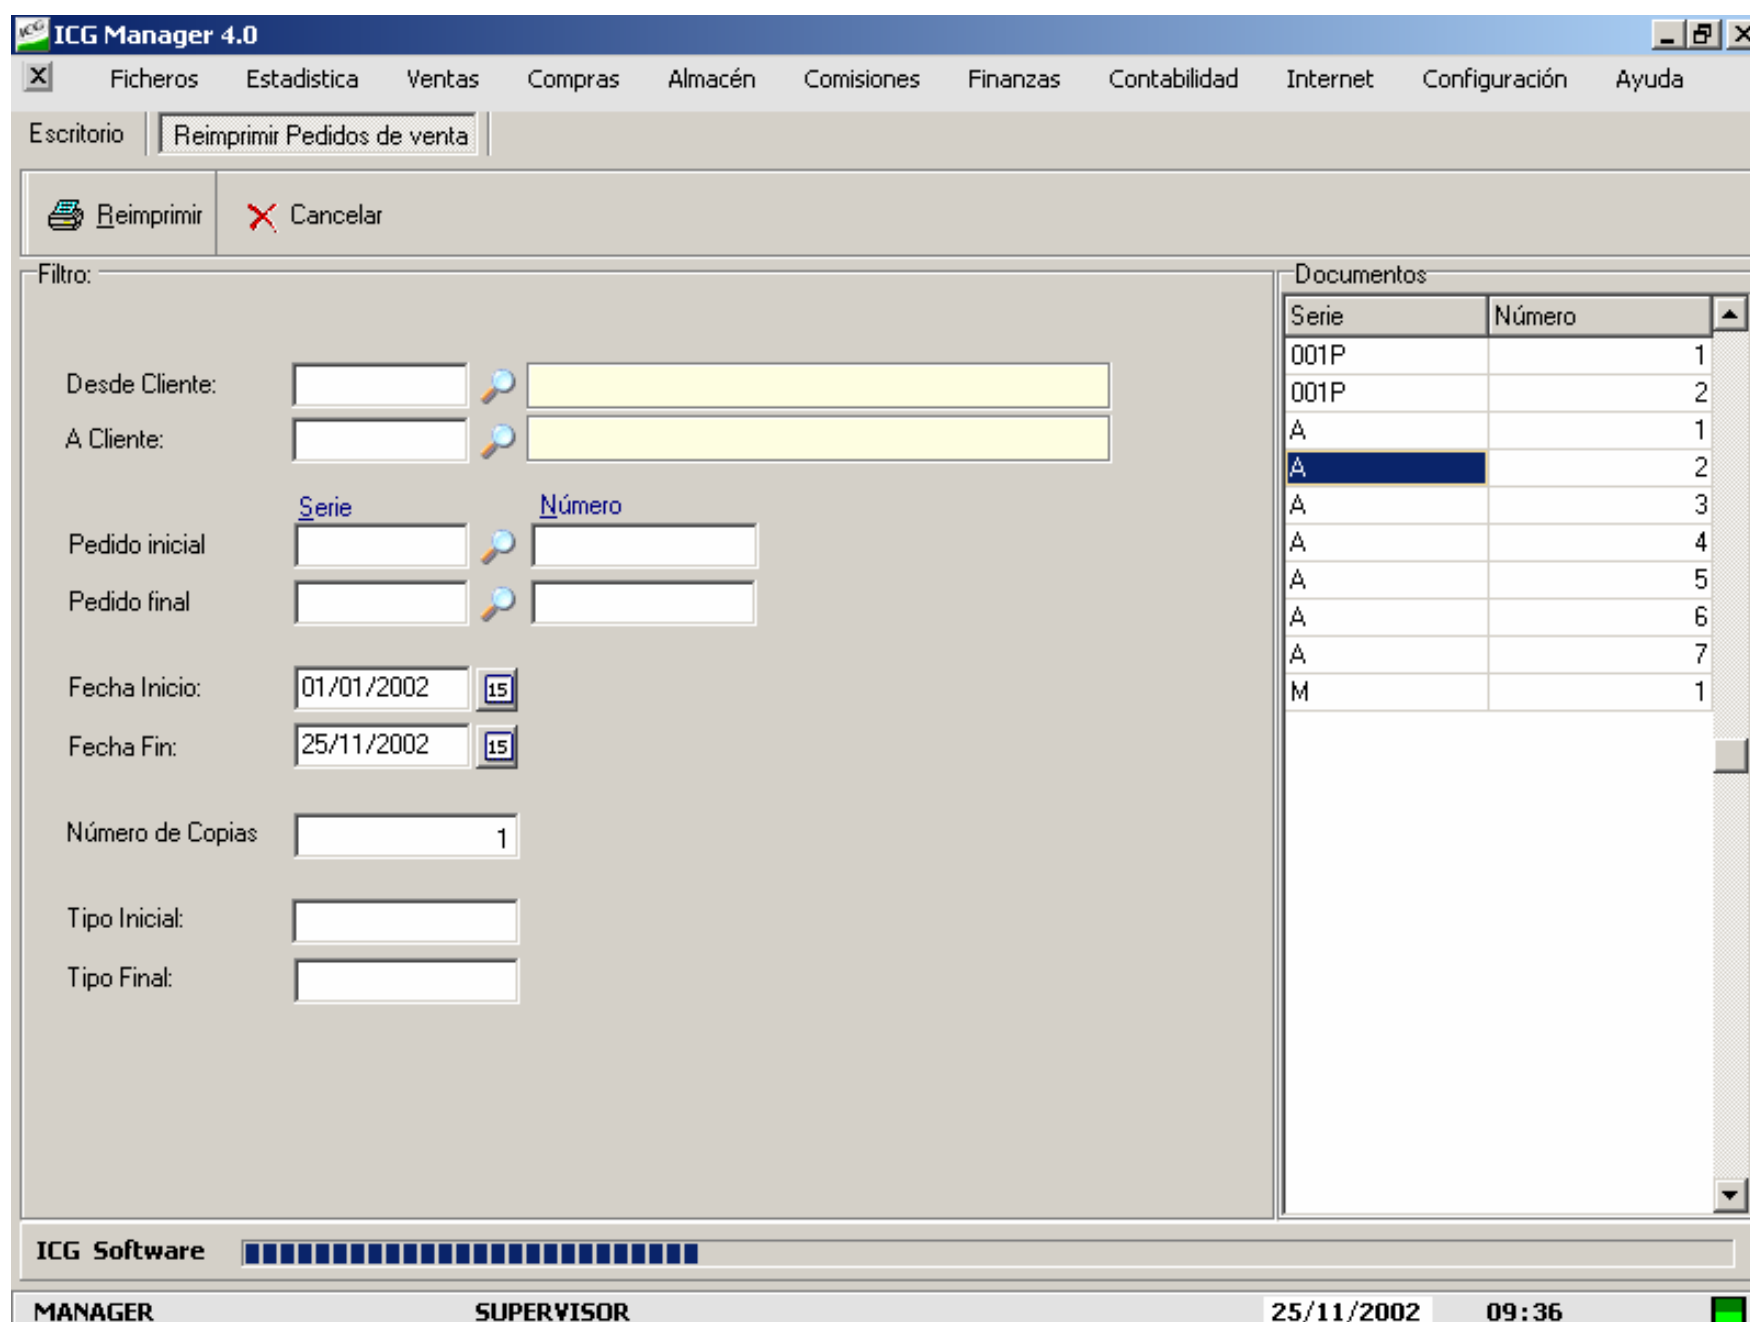 ICG ICG Manager 4.0
X Ficheros Estadistica Ventas Compras Almacén Comisiones Finanzas Contabilidad Internet Configuración Ayuda
Escritorio Reimprimir Pedidos de venta
Reimprimir Cancelar
Filtro:
Desde Cliente:
A Cliente:
Serie Número
Pedido inicial
Pedido final
Fecha Inicio: 01/01/2002 15
Fecha Fin: 25/11/2002 15
Número de Copias 1
Tipo Inicial:
Tipo Final:
Documentos
Serie Número
001P 1
001P 2
A 1
A 2
A 3
A 4
A 5
A 6
A 7
M 1
ICG Software
MANAGER SUPERVISOR 25/11/2002 09:36